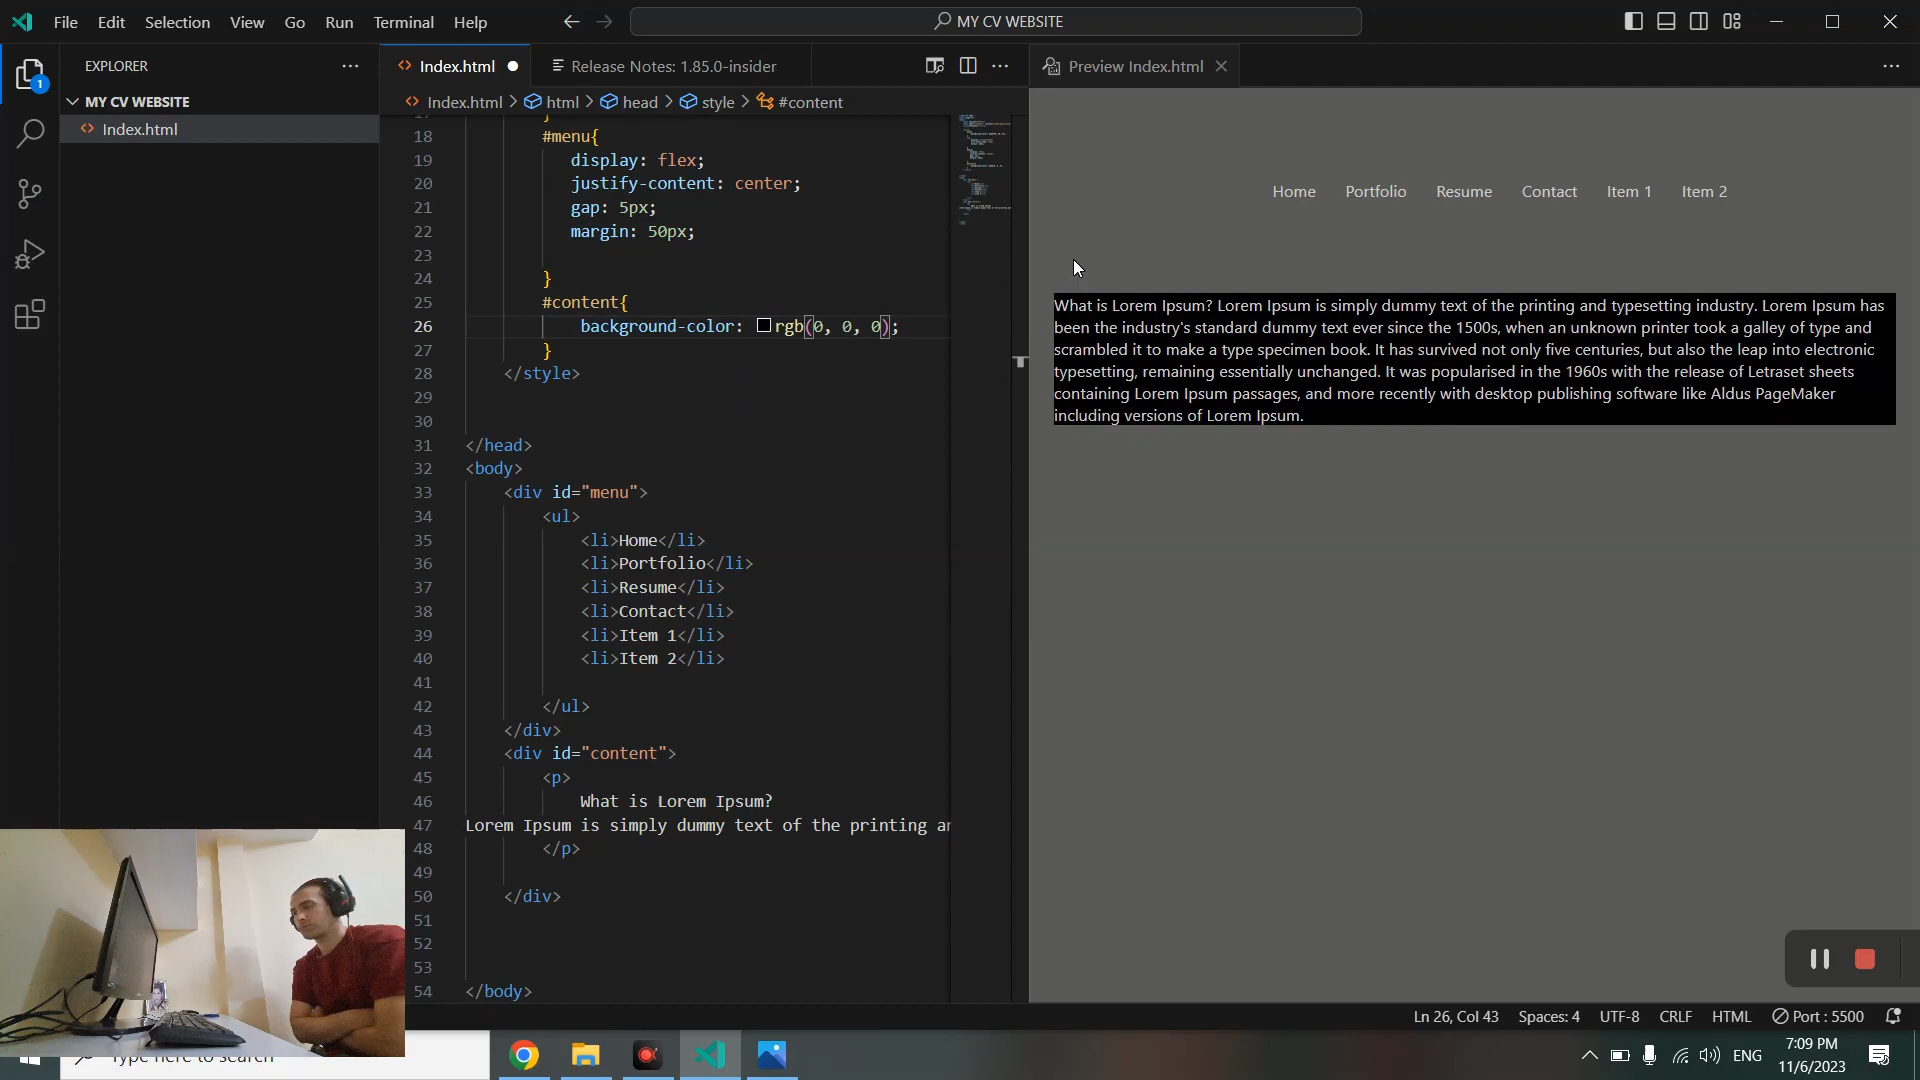 File Edit Selection View Go Run Terminal Help
MY CV WEBSITE
EXPLORER
MY CV WEBSITE
Index.html
1
Index.html
Release Notes: 1.85.0-insider
Index.html > html > head > style > #content
18 #menu{
19 display: flex;
20 justify-content: center;
21 gap: 5px;
22 margin: 50px;
23
24 }
25 #content{
26 background-color: rgb(0, 0, 0);
27 }
28 </style>
29
30
31 </head>
32 <body>
33 <div id="menu">
34 <ul>
35 <li>Home</li>
36 <li>Portfolio</li>
37 <li>Resume</li>
38 <li>Contact</li>
39 <li>Item 1</li>
40 <li>Item 2</li>
41
42 </ul>
43 </div>
44 <div id="content">
45 <p>
46 What is Lorem Ipsum?
47 Lorem Ipsum is simply dummy text of the printing an
48 </p>
49
50 </div>
51
52
53
54 </body>
Preview Index.html
Home Portfolio Resume Contact Item 1 Item 2
What is Lorem Ipsum? Lorem Ipsum is simply dummy text of the printing and typesetting industry. Lorem Ipsum has
been the industry's standard dummy text ever since the 1500s, when an unknown printer took a galley of type and
scrambled it to make a type specimen book. It has survived not only five centuries, but also the leap into electronic
typesetting, remaining essentially unchanged. It was popularised in the 1960s with the release of Letraset sheets
containing Lorem Ipsum passages, and more recently with desktop publishing software like Aldus PageMaker
including versions of Lorem Ipsum.
Ln 26, Col 43 Spaces: 4 UTF-8 CRLF HTML Port : 5500
Type here to search
ENG
7:09 PM
11/6/2023